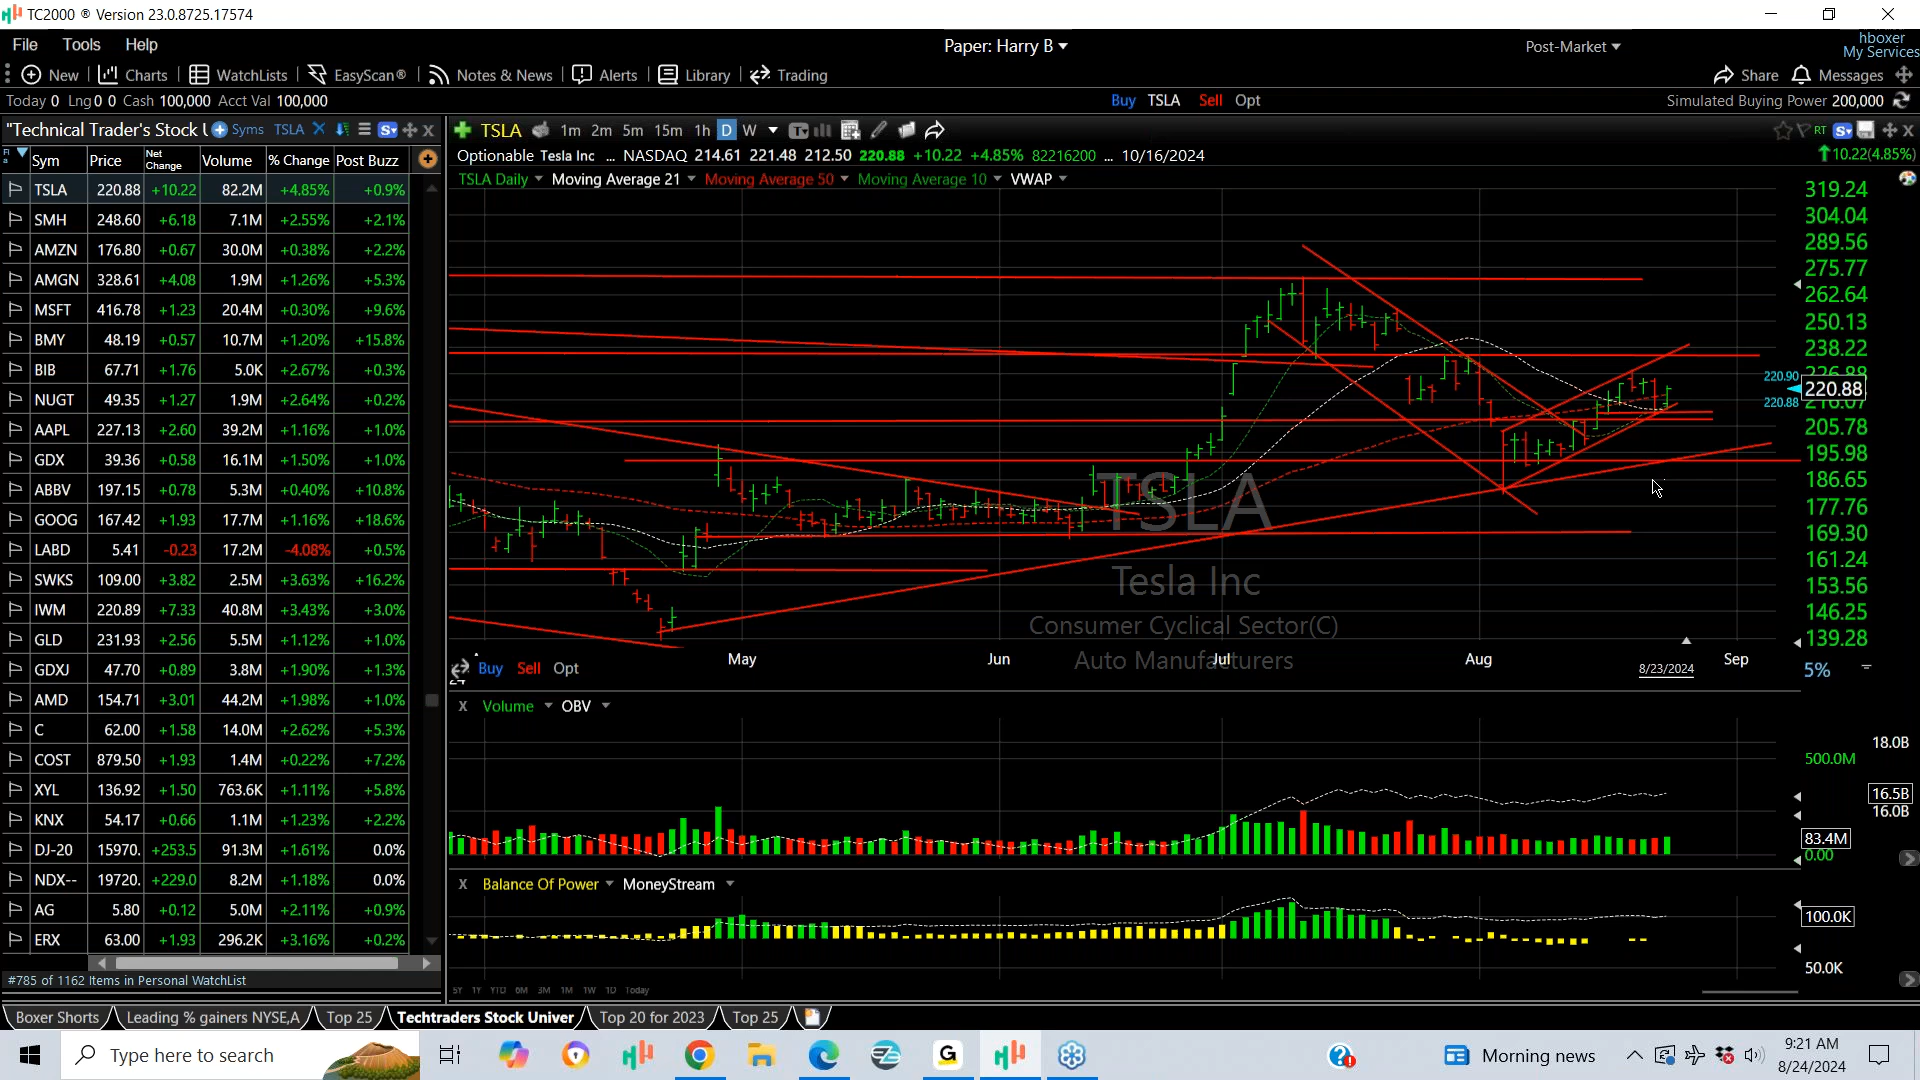 TC2000 ® Version 23.0.8725.17574
File Tools Help
Paper: Harry B
Post-Market
hboxer
My Services
New Charts WatchLists EasyScan® Notes & News Alerts Library Trading
Share Messages
Today 0 Lng 0 0 Cash 100,000 Acct Val 100,000
Buy TSLA Sell Opt
Simulated Buying Power 200,000
"Technical Trader's Stock U Syms TSLA
TSLA 1m 2m 5m 15m 1h D W
RT
Sym Price Net Change Volume % Change Post Buzz
Optionable Tesla Inc ... NASDAQ 214.61 221.48 212.50 220.88 +10.22 +4.85% 82216200 ... 10/16/2024
10.22(4.85%)
TSLA Daily Moving Average 21 Moving Average 50 Moving Average 10 VWAP
TSLA 220.88 +10.22 82.2M +4.85% +0.9%
SMH 248.60 +6.18 7.1M +2.55% +2.1%
AMZN 176.80 +0.67 30.0M +0.38% +2.2%
AMGN 328.61 +4.08 1.9M +1.26% +5.3%
MSFT 416.78 +1.23 20.4M +0.30% +9.6%
BMY 48.19 +0.57 10.7M +1.20% +15.8%
BIB 67.71 +1.76 5.0K +2.67% +0.3%
NUGT 49.35 +1.27 1.9M +2.64% +0.2%
AAPL 227.13 +2.60 39.2M +1.16% +1.0%
GDX 39.36 +0.58 16.1M +1.50% +1.0%
ABBV 197.15 +0.78 5.3M +0.40% +10.8%
GOOG 167.42 +1.93 17.7M +1.16% +18.6%
LABD 5.41 -0.23 17.2M -4.08% +0.5%
SWKS 109.00 +3.82 2.5M +3.63% +16.2%
IWM 220.89 +7.33 40.8M +3.43% +3.0%
GLD 231.93 +2.56 5.5M +1.12% +1.0%
GDXJ 47.70 +0.89 3.8M +1.90% +1.3%
AMD 154.71 +3.01 44.2M +1.98% +1.0%
C 62.00 +1.58 14.0M +2.62% +5.3%
COST 879.50 +1.93 1.4M +0.22% +7.2%
XYL 136.92 +1.50 763.6K +1.11% +5.8%
KNX 54.17 +0.66 1.1M +1.23% +2.2%
DJ-20 15970. +253.5 91.3M +1.61% 0.0%
NDX-- 19720. +229.0 8.2M +1.18% 0.0%
AG 5.80 +0.12 5.0M +2.11% +0.9%
ERX 63.00 +1.93 296.2K +3.16% +0.2%
#785 of 1162 Items in Personal WatchList
319.24
304.04
289.56
275.77
262.64
250.13
238.22
226.88
220.90
220.88
220.88
216.07
205.78
195.98
186.65
177.76
169.30
161.24
153.56
146.25
139.28
TSLA
Tesla Inc
Consumer Cyclical Sector(C)
Auto Manufacturers
May Jun Jul Aug 8/23/2024 Sep
5%
Buy Sell Opt
24
X Volume OBV
18.0B
500.0M
16.5B
16.0B
83.4M
0.00
X Balance Of Power MoneyStream
100.0K
50.0K
5Y 1Y YTD 6M 3M 1M 1W 1D Today
Boxer Shorts Leading % gainers NYSE,A Top 25 Techtraders Stock Univer Top 20 for 2023 Top 25
Type here to search
Morning news
9:21 AM
8/24/2024